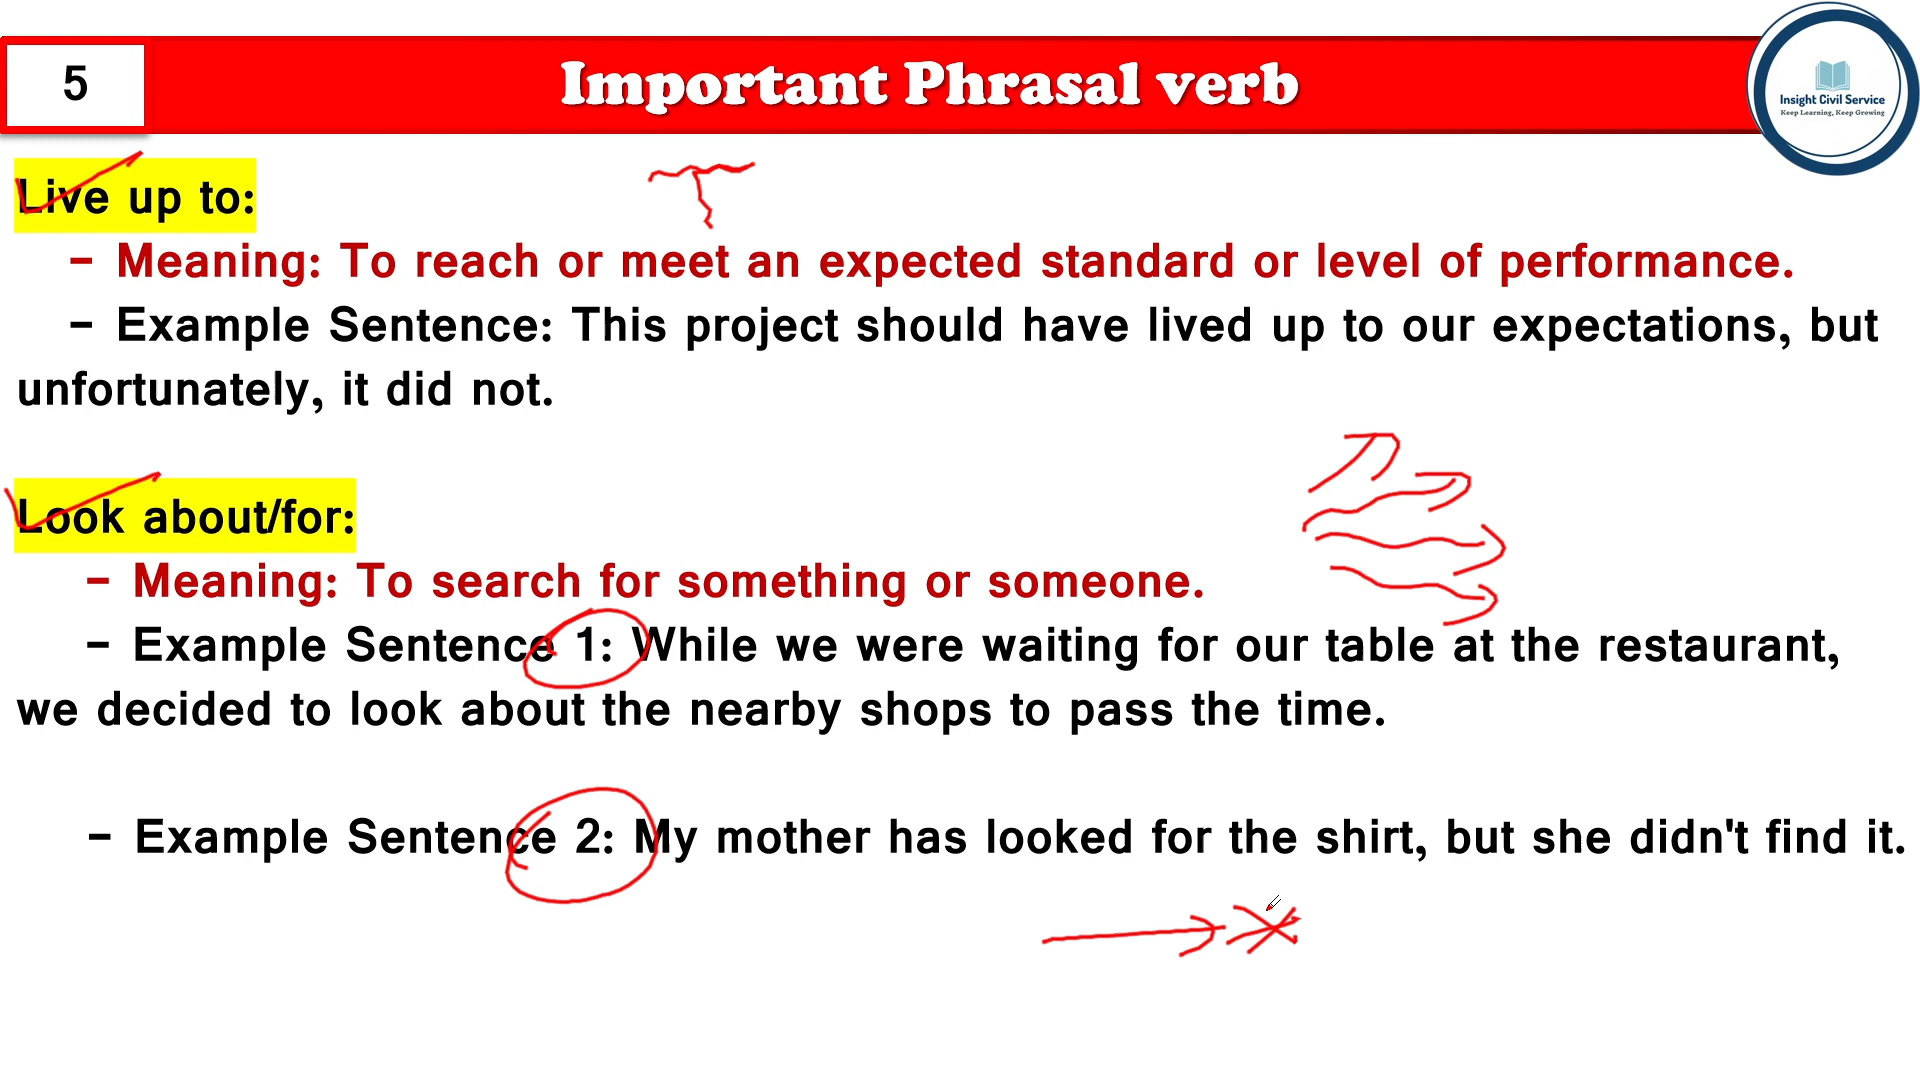 5
Important Phrasal verb
Insight Civil Service
Keep Learning, Keep Growing
Live up to:
- Meaning: To reach or meet an expected standard or level of performance.
- Example Sentence: This project should have lived up to our expectations, but
unfortunately, it did not.
Look about/for:
- Meaning: To search for something or someone.
- Example Sentence 1: While we were waiting for our table at the restaurant,
we decided to look about the nearby shops to pass the time.
- Example Sentence 2: My mother has looked for the shirt, but she didn't find it.